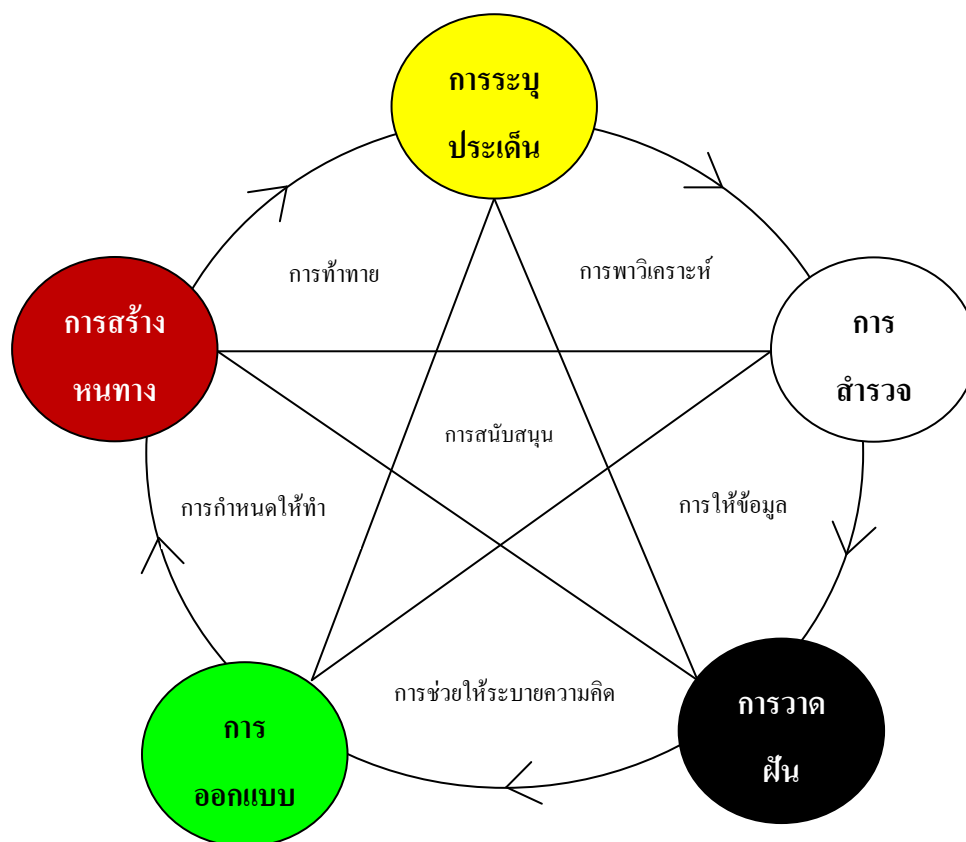 การระบุ
ประเด็น
การท้าทาย
การพาวิเคราะห์
การสร้าง
หนทาง
การ
สำรวจ
การสนับสนุน
การกำหนดให้ทำ
การให้ข้อมูล
การช่วยให้ระบายความคิด
การวาด
ฝัน
การ
ออกแบบ